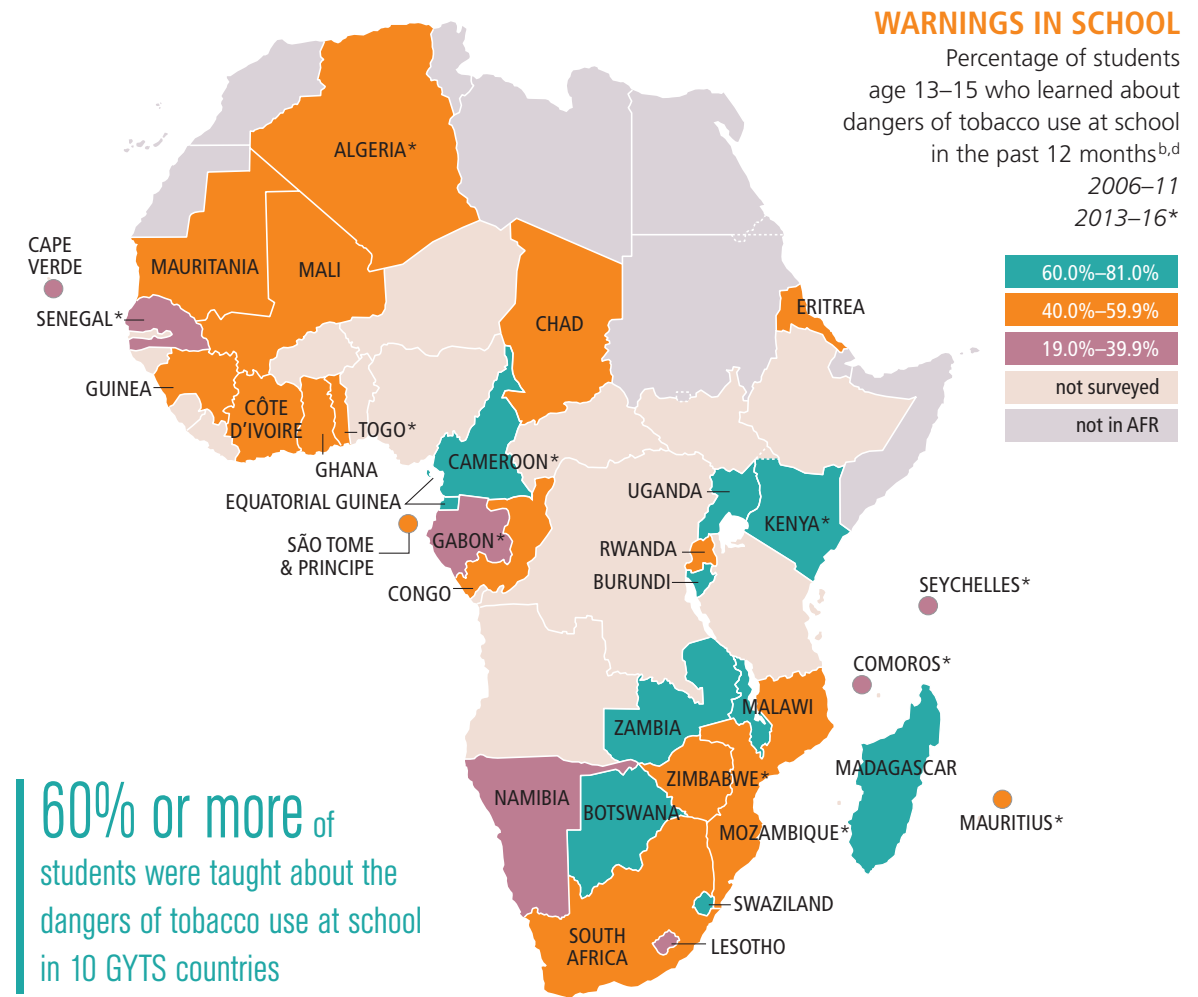 WARNINGS IN SCHOOL
Percentage of students
age 13–15 who learned about
dangers of tobacco use at school
in the past 12 months b,d
2006–11
2013–16*
60.0%–81.0%
40.0%–59.9%
19.0%–39.9%
not surveyed
not in AFR
ALGERIA*
CAPE
VERDE
MAURITANIA
MALI
SENEGAL*
CHAD
ERITREA
GUINEA
CÔTE
D'IVOIRE
TOGO*
GHANA
CAMEROON*
EQUATORIAL GUINEA
UGANDA
KENYA*
SÃO TOME
& PRINCIPE
GABON*
RWANDA
CONGO
BURUNDI
SEYCHELLES*
COMOROS*
MALAWI
ZAMBIA
MADAGASCAR
ZIMBABWE*
NAMIBIA
BOTSWANA
MAURITIUS*
MOZAMBIQUE*
SWAZILAND
SOUTH
AFRICA
LESOTHO
60% or more of
students were taught about the
dangers of tobacco use at school
in 10 GYTS countries